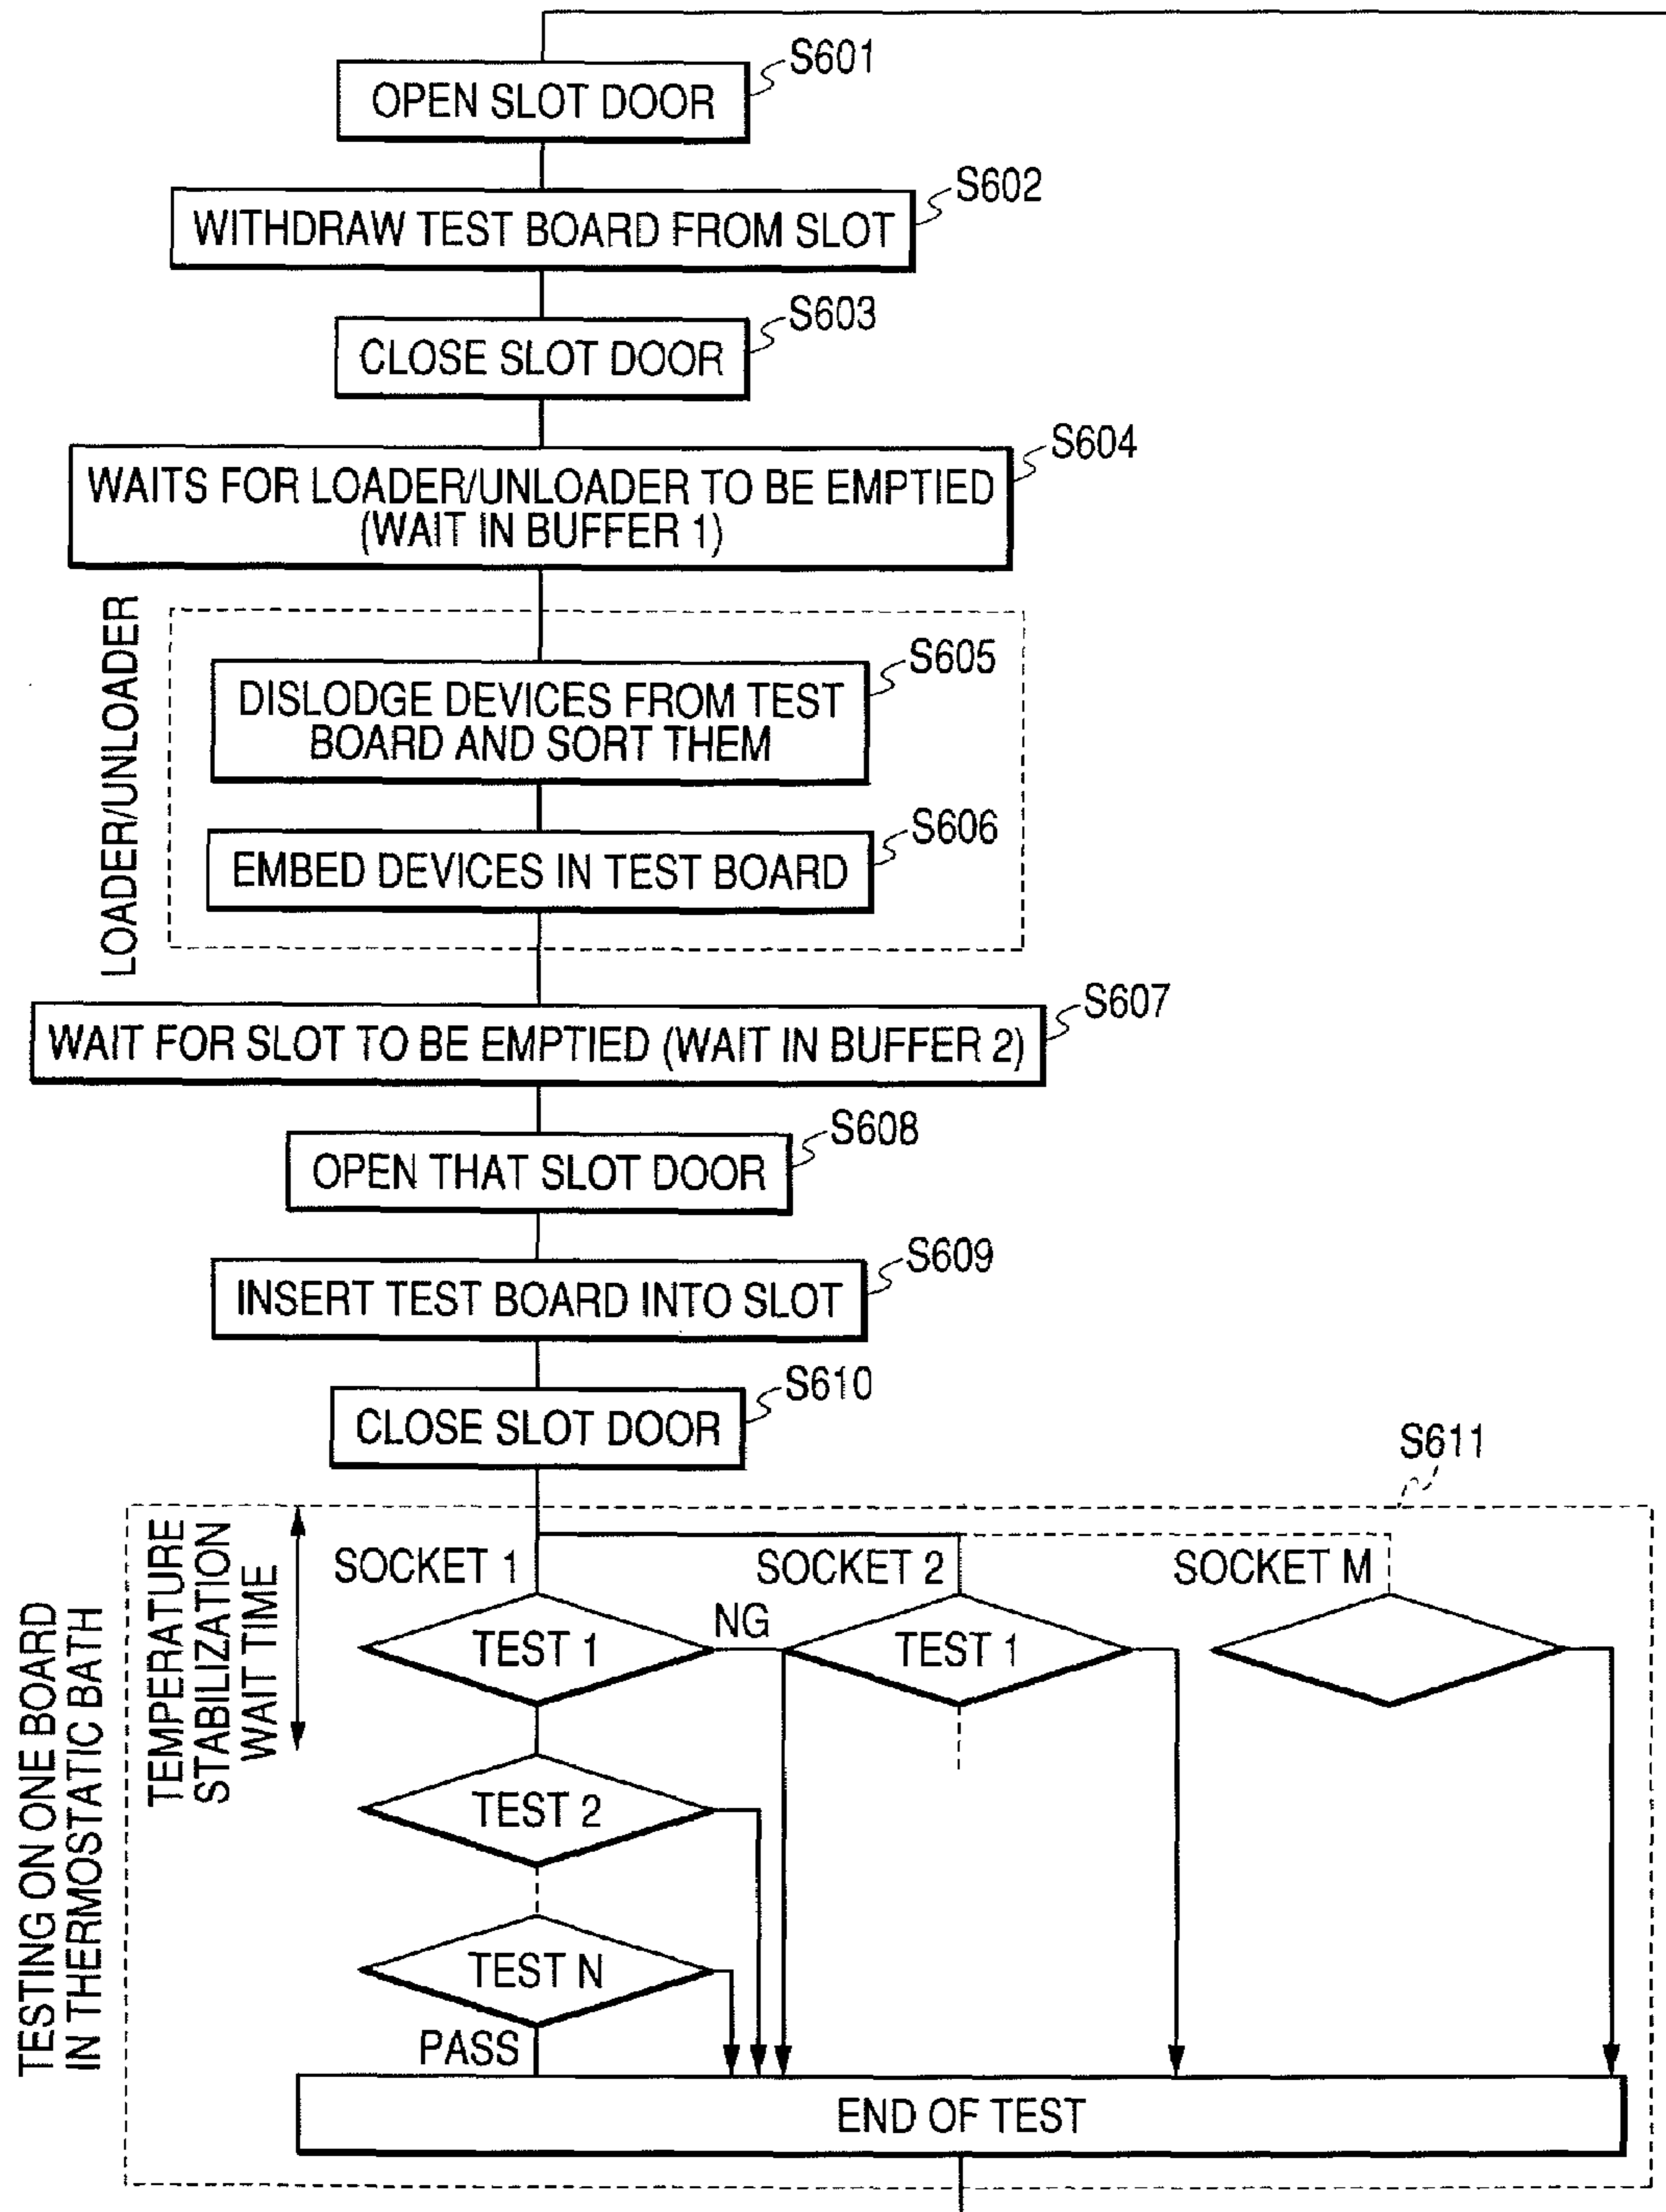 S601
OPEN SLOT DOOR
S602
WITHDRAW TEST BOARD FROM SLOT
S603
CLOSE SLOT DOOR
S604
WAITS FOR LOADER/UNLOADER TO BE EMPTIED
(WAIT IN BUFFER 1)
LOADER/UNLOADER
S605
DISLODGE DEVICES FROM TEST
BOARD AND SORT THEM
S606
EMBED DEVICES IN TEST BOARD
S607
WAIT FOR SLOT TO BE EMPTIED (WAIT IN BUFFER 2)
S608
OPEN THAT SLOT DOOR
S609
INSERT TEST BOARD INTO SLOT
S610
CLOSE SLOT DOOR
S611
TESTING ON ONE BOARD
IN THERMOSTATIC BATH
TEMPERATURE
STABILIZATION
WAIT TIME
SOCKET 1
SOCKET 2
SOCKET M
TEST 1
NG
TEST 1
TEST 2
TEST N
PASS
END OF TEST